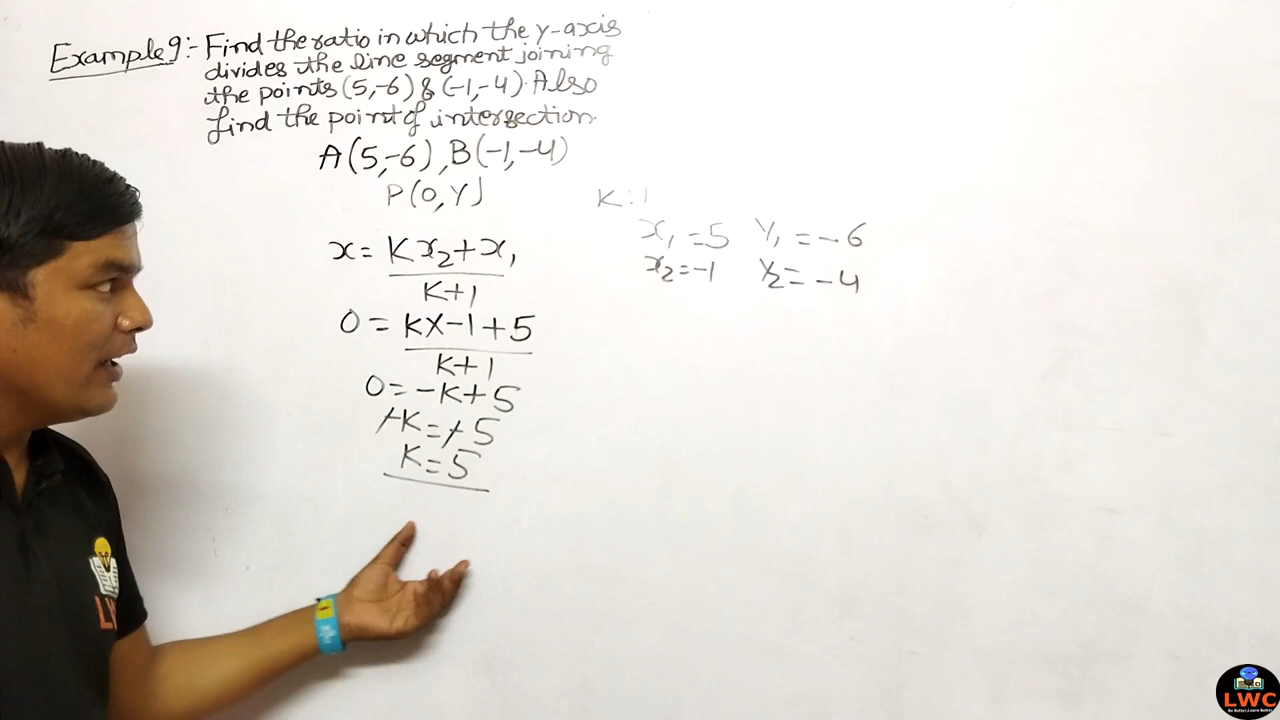 Example 9:- Find the ratio in which the y-axis
divides the line segment joining
the points (5,-6) & (-1,-4). Also
find the point of intersection.
A(5,-6), B(-1,-4)
P(0,Y)
K:1
x₁ = 5 Y₁ = -6
x₂ = -1 Y₂ = -4
x = Kx₂+x₁
K+1
0 = K×-1+5
K+1
0 = -K+5
-K = -5
K = 5
LWC